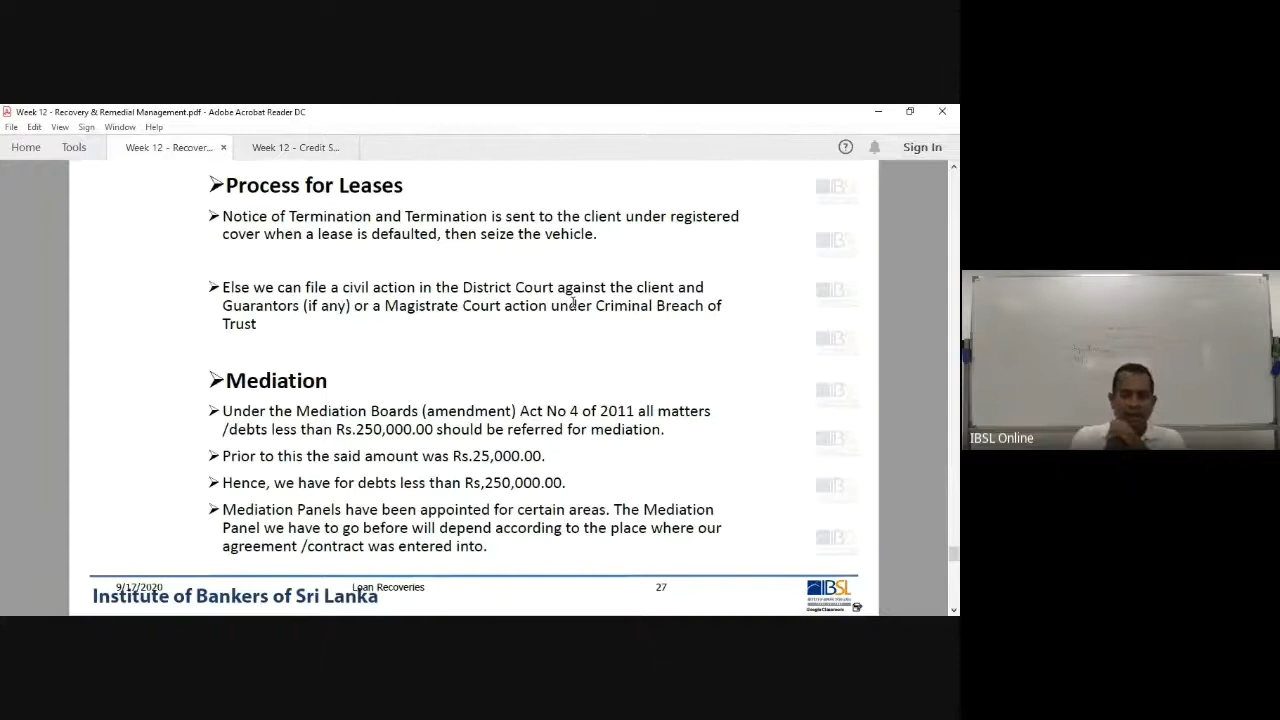 Week 12 - Recovery & Remedial Management.pdf - Adobe Acrobat Reader DC
File Edit View Sign Window Help
Home Tools Week 12 - Recover... × Week 12 - Credit S... Sign In
➢Process for Leases
➢ Notice of Termination and Termination is sent to the client under registered
cover when a lease is defaulted, then seize the vehicle.
➢ Else we can file a civil action in the District Court against the client and
Guarantors (if any) or a Magistrate Court action under Criminal Breach of
Trust
➢Mediation
➢ Under the Mediation Boards (amendment) Act No 4 of 2011 all matters
/debts less than Rs.250,000.00 should be referred for mediation.
➢ Prior to this the said amount was Rs.25,000.00.
➢ Hence, we have for debts less than Rs,250,000.00.
➢ Mediation Panels have been appointed for certain areas. The Mediation
Panel we have to go before will depend according to the place where our
agreement /contract was entered into.
9/17/2020 Loan Recoveries 27
Institute of Bankers of Sri Lanka
IBSL
Google Classroom
IBSL Online